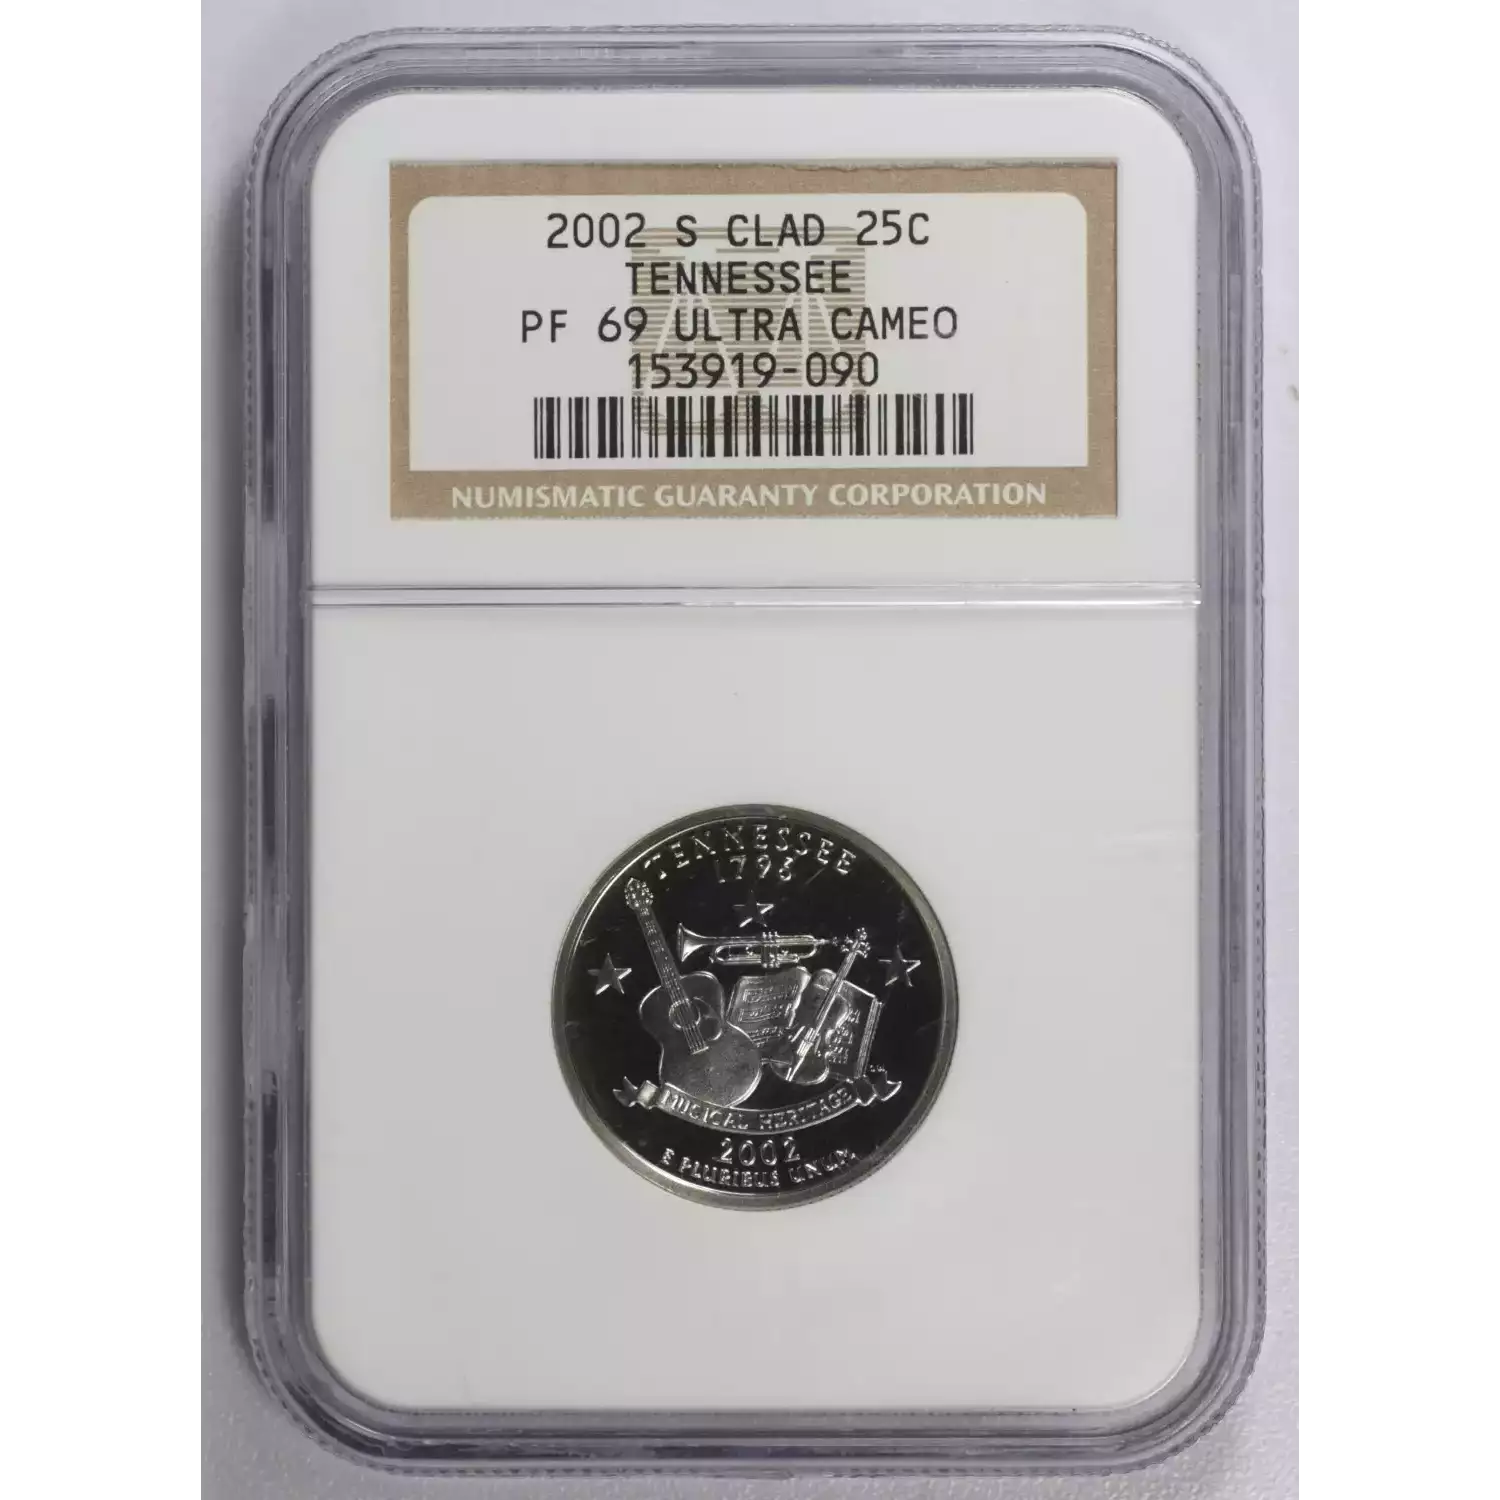 2002 S CLAD 25C
TENNESSEE
PF 69 ULTRA CAMEO
153919-090
NUMISMATIC GUARANTY CORPORATION
TENNESSEE
1796
MUSICAL HERITAGE
2002
E PLURIBUS UNUM